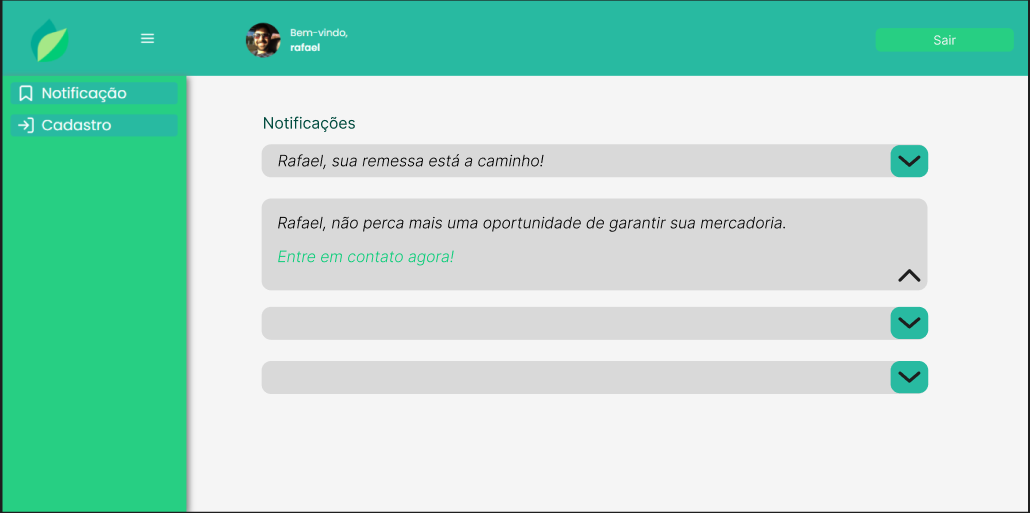 Bem-vindo,
rafael
Sair
Notificação
Cadastro
Notificações
Rafael, sua remessa está a caminho!
Rafael, não perca mais uma oportunidade de garantir sua mercadoria.
Entre em contato agora!